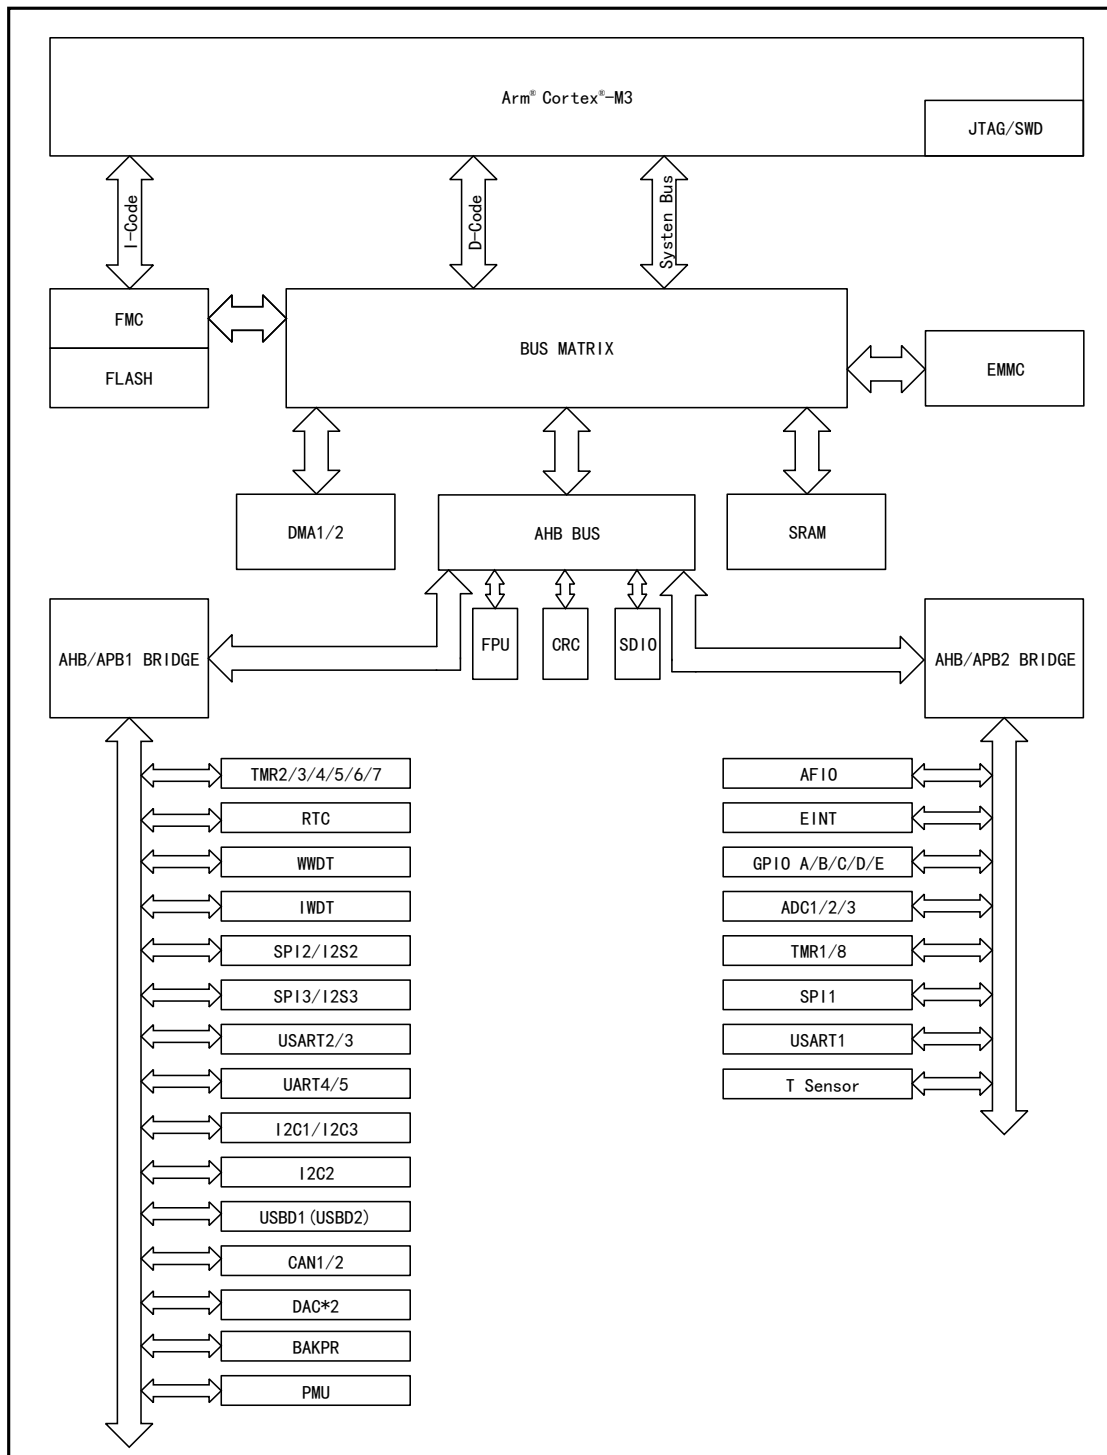 Arm® Cortex®-M3
JTAG/SWD
I-Code
D-Code
Systen Bus
FMC
BUS MATRIX
EMMC
FLASH
DMA1/2
AHB BUS
SRAM
AHB/APB1 BRIDGE
FPU
CRC
SDIO
AHB/APB2 BRIDGE
TMR2/3/4/5/6/7
RTC
WWDT
IWDT
SPI2/I2S2
SPI3/I2S3
USART2/3
UART4/5
I2C1/I2C3
I2C2
USBD1(USBD2)
CAN1/2
DAC*2
BAKPR
PMU
AFIO
EINT
GPIO A/B/C/D/E
ADC1/2/3
TMR1/8
SPI1
USART1
T Sensor